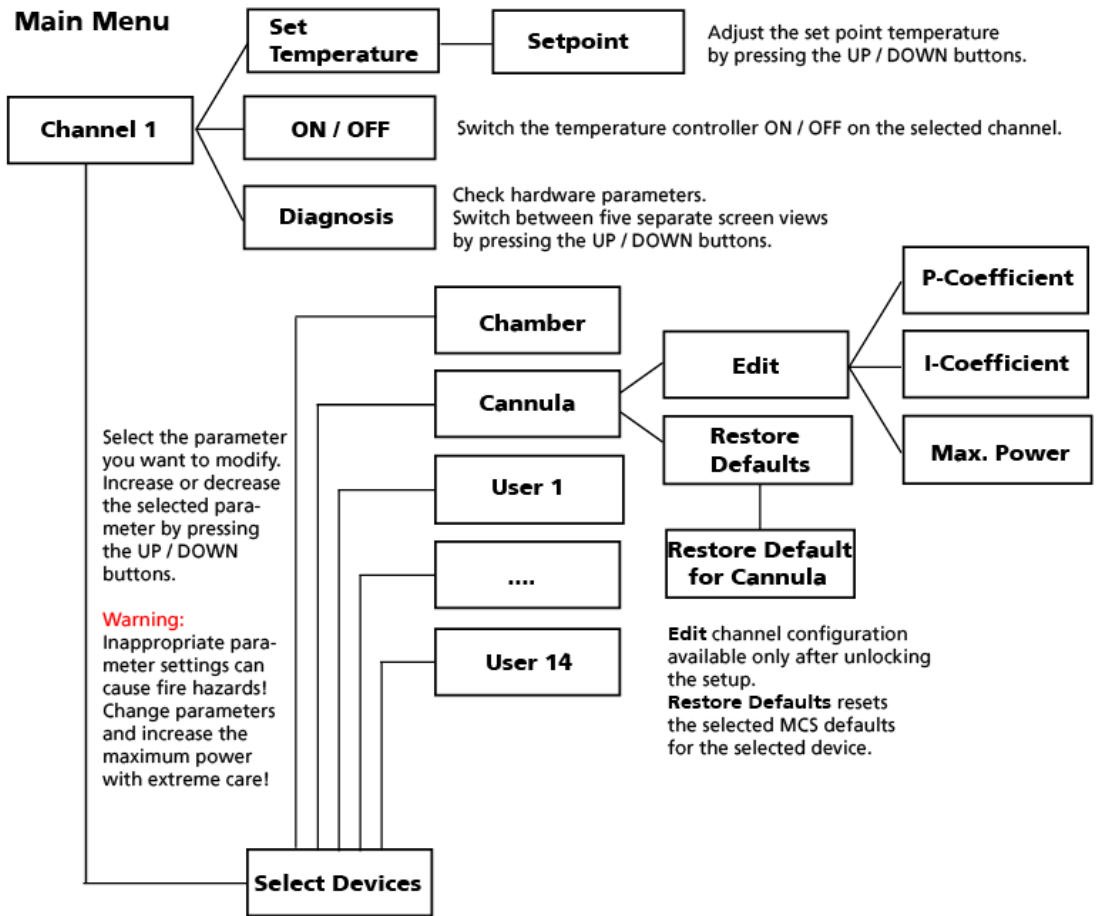 Main Menu
Set
Temperature
Setpoint
Adjust the set point temperature
by pressing the UP / DOWN buttons.
Channel 1
ON / OFF
Switch the temperature controller ON / OFF on the selected channel.
Diagnosis
Check hardware parameters.
Switch between five separate screen views
by pressing the UP / DOWN buttons.
Chamber
Cannula
User 1
....
User 14
Edit
Restore
Defaults
Restore Default
for Cannula
P-Coefficient
I-Coefficient
Max. Power
Select the parameter
you want to modify.
Increase or decrease
the selected para-
meter by pressing
the UP / DOWN
buttons.
Warning:
Inappropriate para-
meter settings can
cause fire hazards!
Change parameters
and increase the
maximum power
with extreme care!
Edit channel configuration
available only after unlocking
the setup.
Restore Defaults resets
the selected MCS defaults
for the selected device.
Select Devices